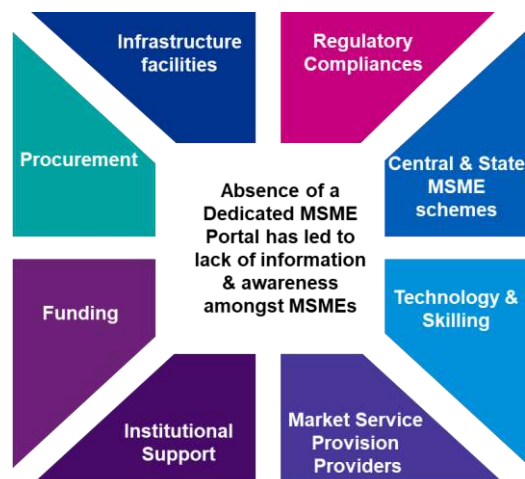 Infrastructure
facilities
Regulatory
Compliances
Procurement
Central & State
MSME
schemes
Absence of a
Dedicated MSME
Portal has led to
lack of information
& awareness
amongst MSMEs
Funding
Technology &
Skilling
Institutional
Support
Market Service
Provision
Providers